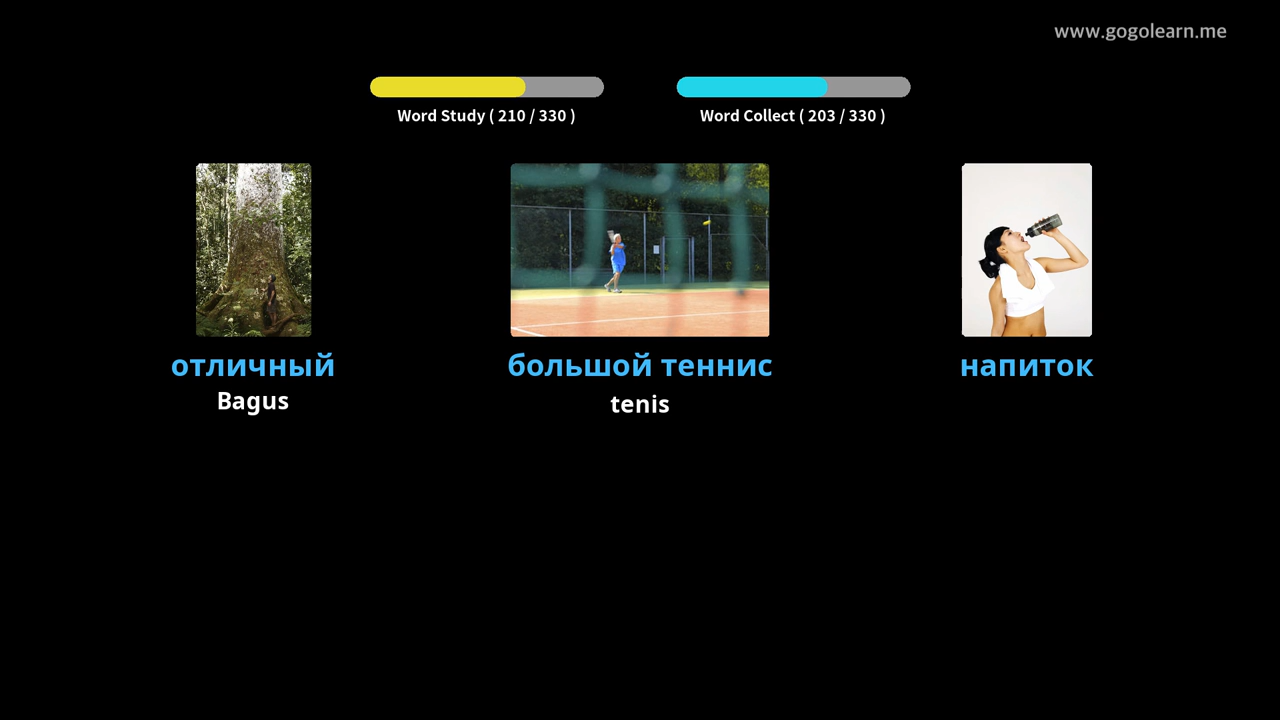 www.gogolearn.me
Word Study ( 210 / 330 )
Word Collect ( 203 / 330 )
отличный
Bagus
большой теннис
tenis
напиток